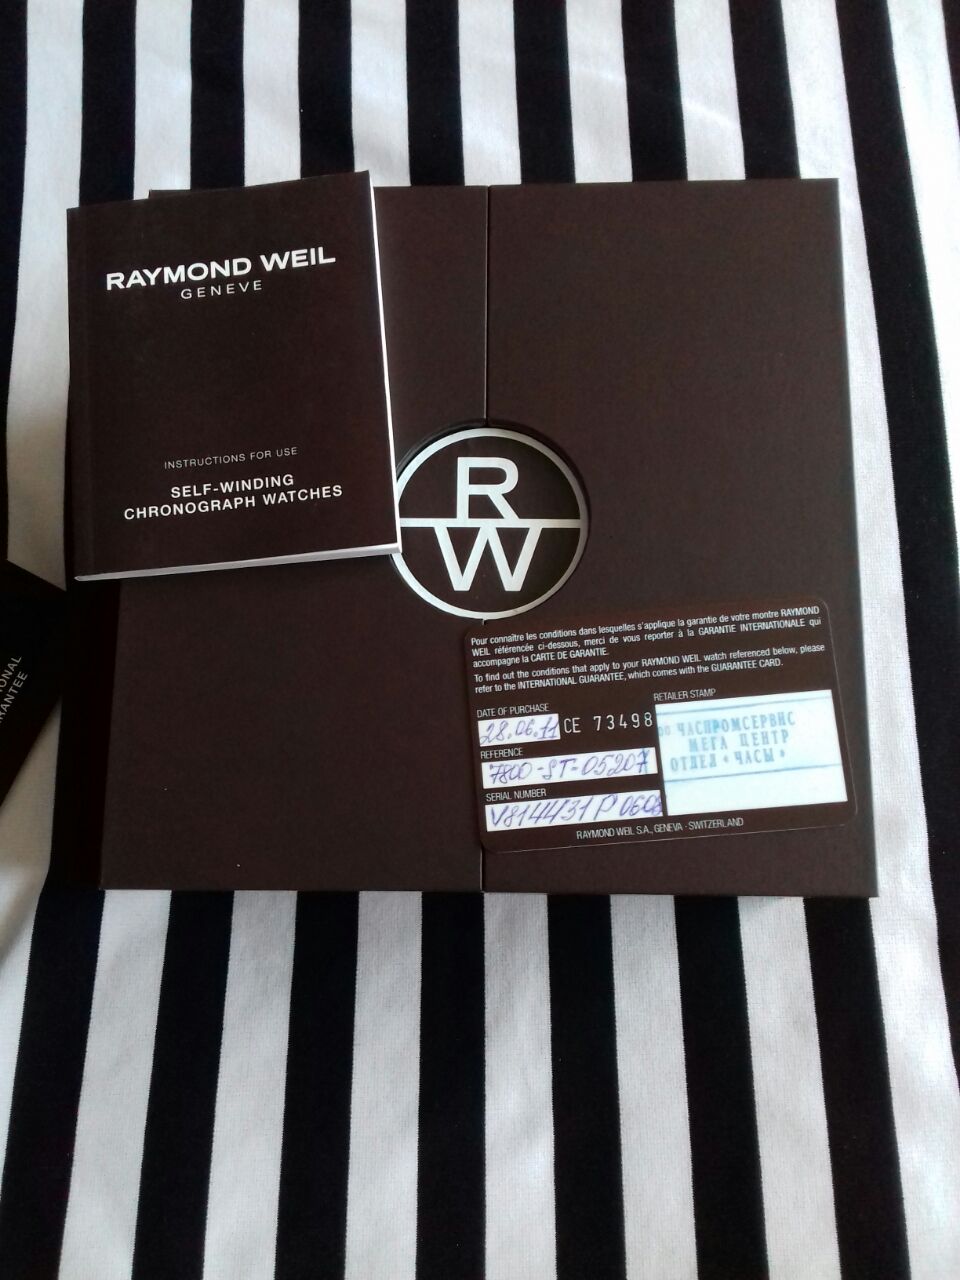 RAYMOND WEIL
GENEVE
INSTRUCTIONS FOR USE
SELF-WINDING
CHRONOGRAPH WATCHES
R
W
Pour connaître les conditions dans lesquelles s'applique la garantie de votre montre RAYMOND
WEIL référencée ci-dessous, merci de vous reporter à la GARANTIE INTERNATIONALE qui
accompagne la CARTE DE GARANTIE.
To find out the conditions that apply to your RAYMOND WEIL watch referenced below, please
refer to the INTERNATIONAL GUARANTEE, which comes with the GUARANTEE CARD.
DATE OF PURCHASE
28.06.11 CE 73498
REFERENCE
7800-ST-05207
SERIAL NUMBER
V814431 P 0608
RETAILER STAMP
ЧАСПРОМСЕРВИС
МЕГА ЦЕНТР
ОТДЕЛ «ЧАСЫ»
RAYMOND WEIL S.A., GENEVA - SWITZERLAND